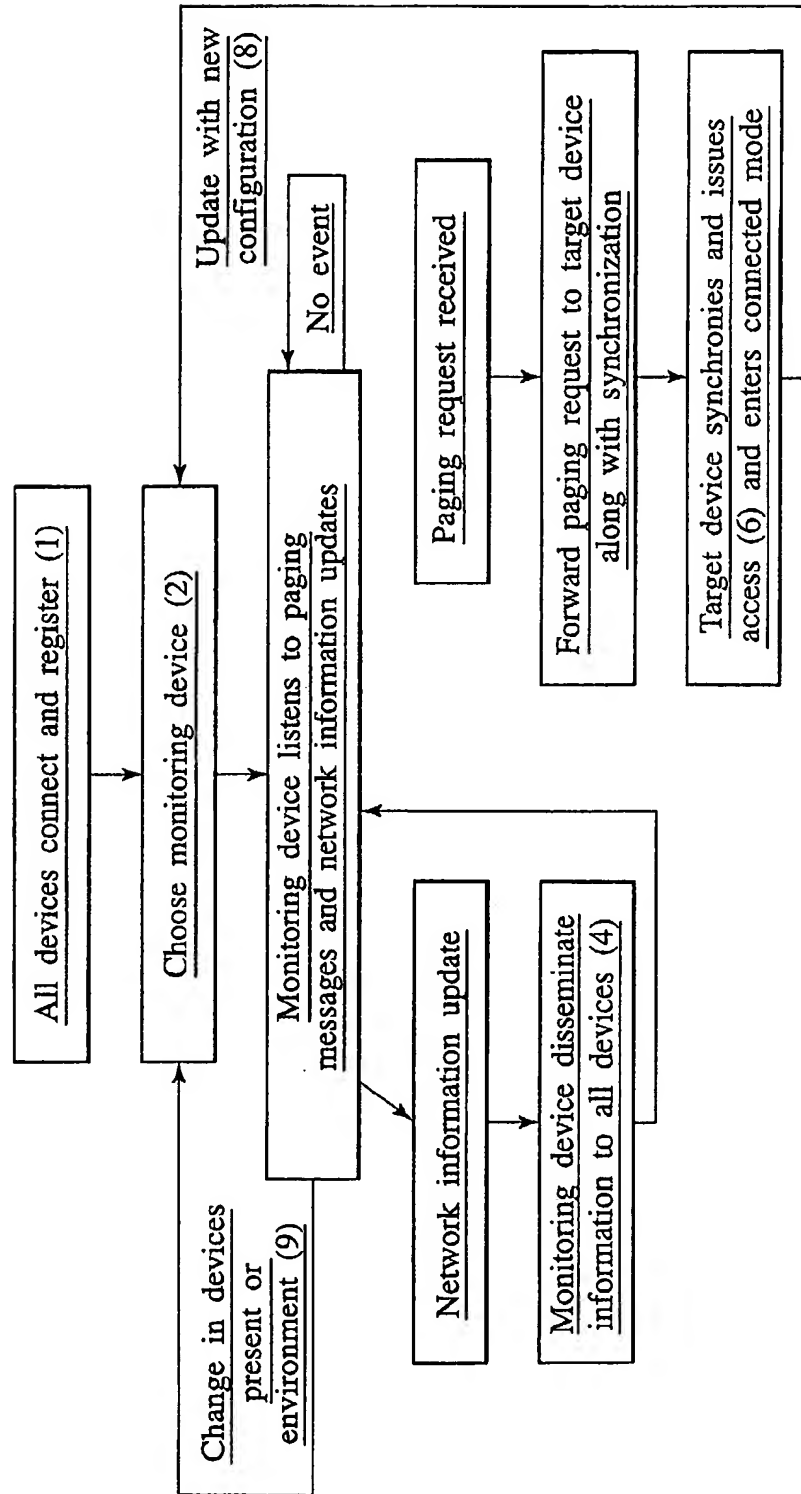 All devices connect and register (1)
Update with new
configuration (8)
Choose monitoring device (2)
Change in devices
present or
environment (9)
Monitoring device listens to paging
messages and network information updates
No event
Network information update
Monitoring device disseminate
information to all devices (4)
Paging request received
Forward paging request to target device
along with synchronization
Target device synchronies and issues
access (6) and enters connected mode